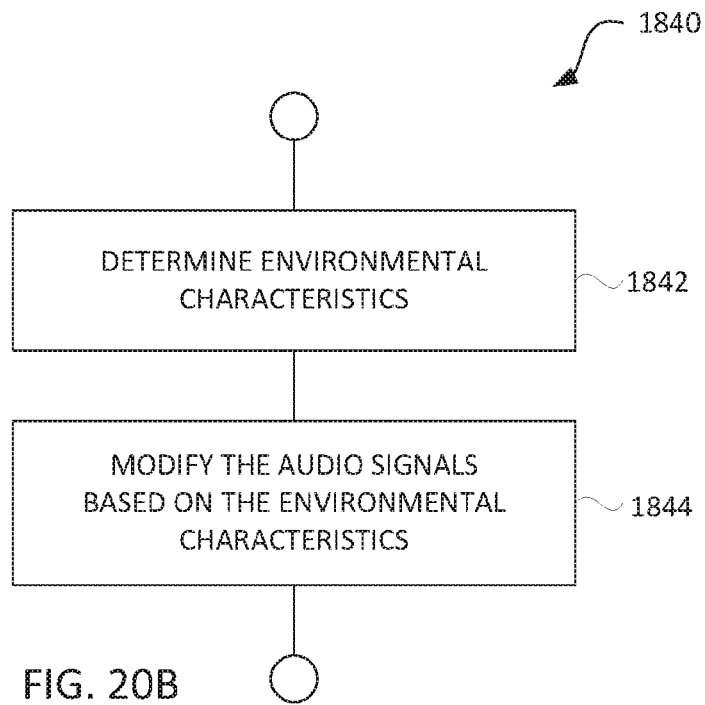 1840
DETERMINE ENVIRONMENTAL
CHARACTERISTICS
1842
MODIFY THE AUDIO SIGNALS
BASED ON THE ENVIRONMENTAL
CHARACTERISTICS
1844
FIG. 20B